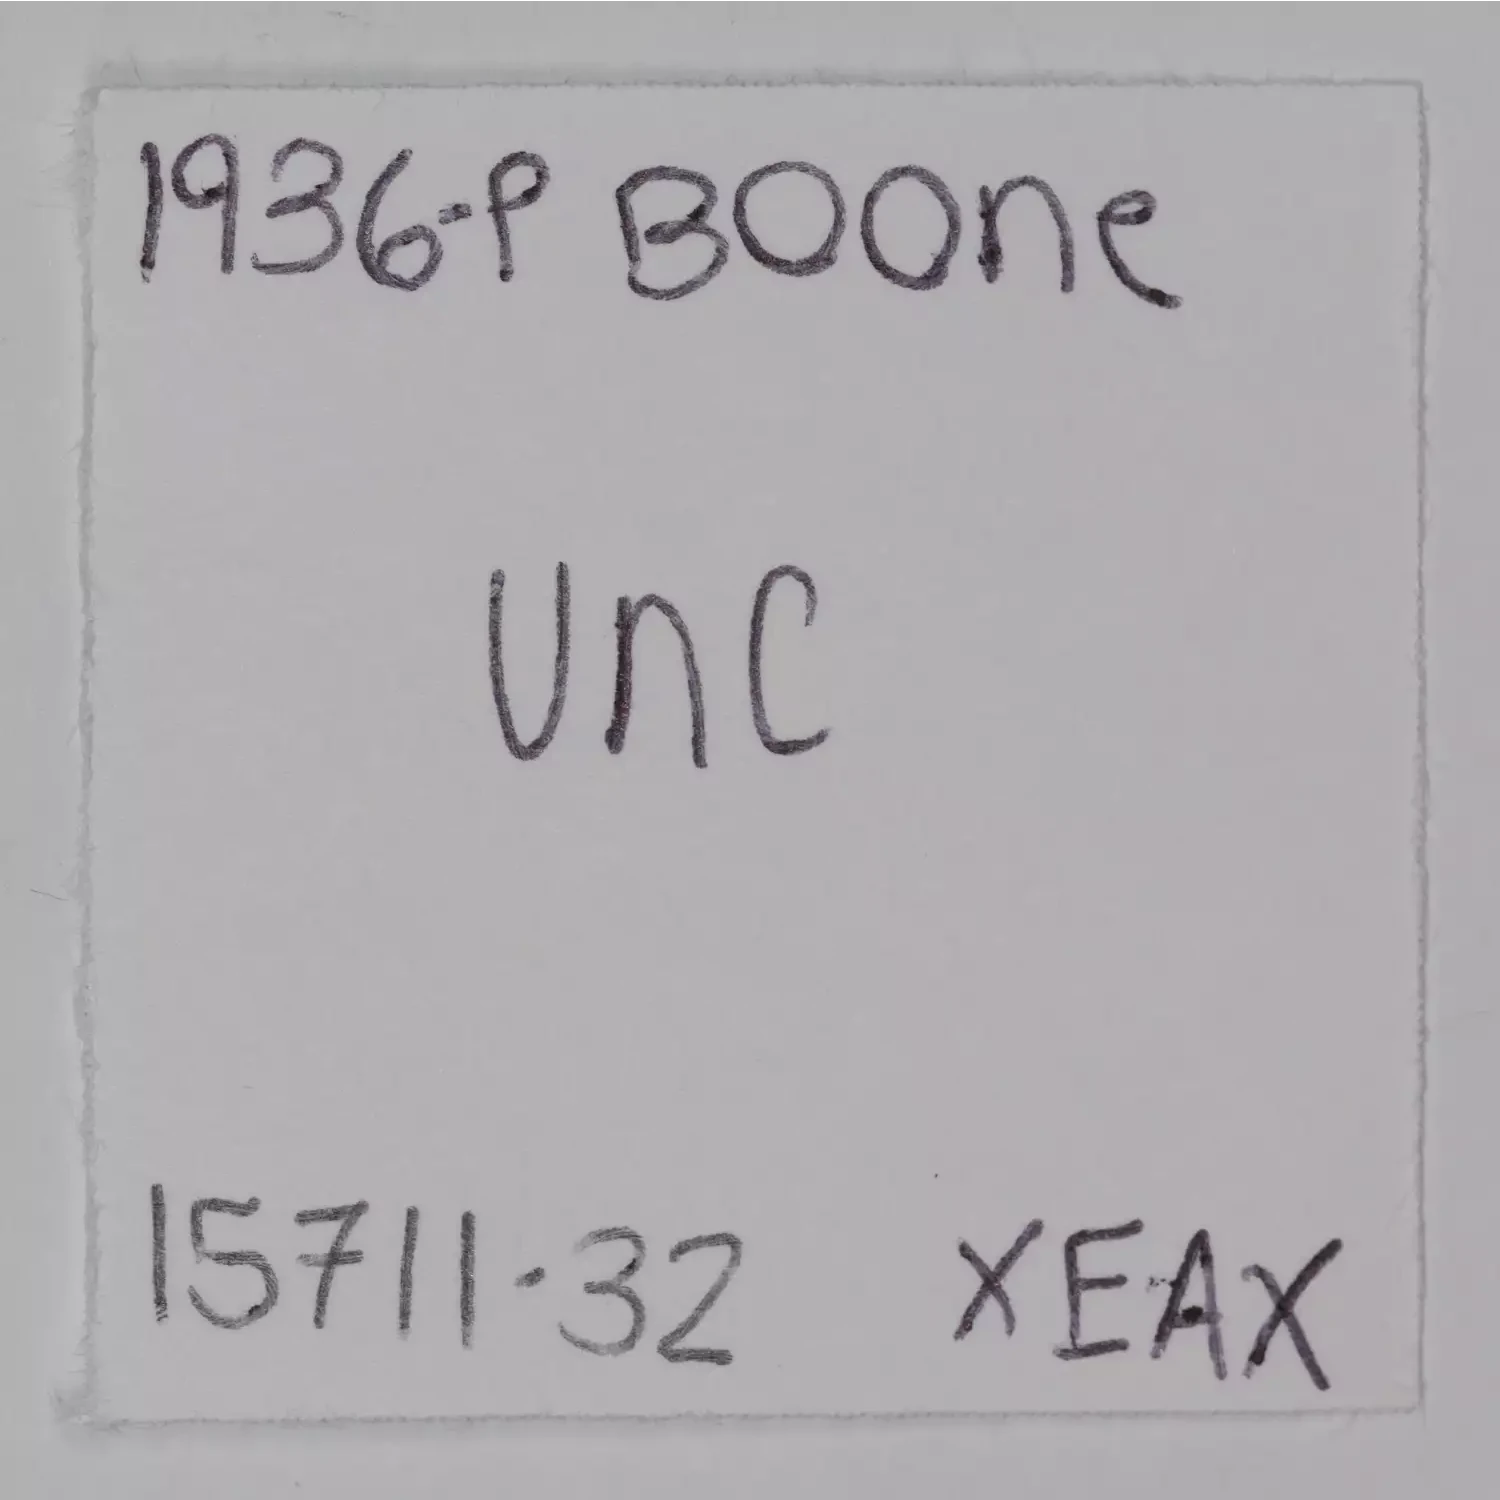 1936-P BOOne
UnC
15711-32 XEAX